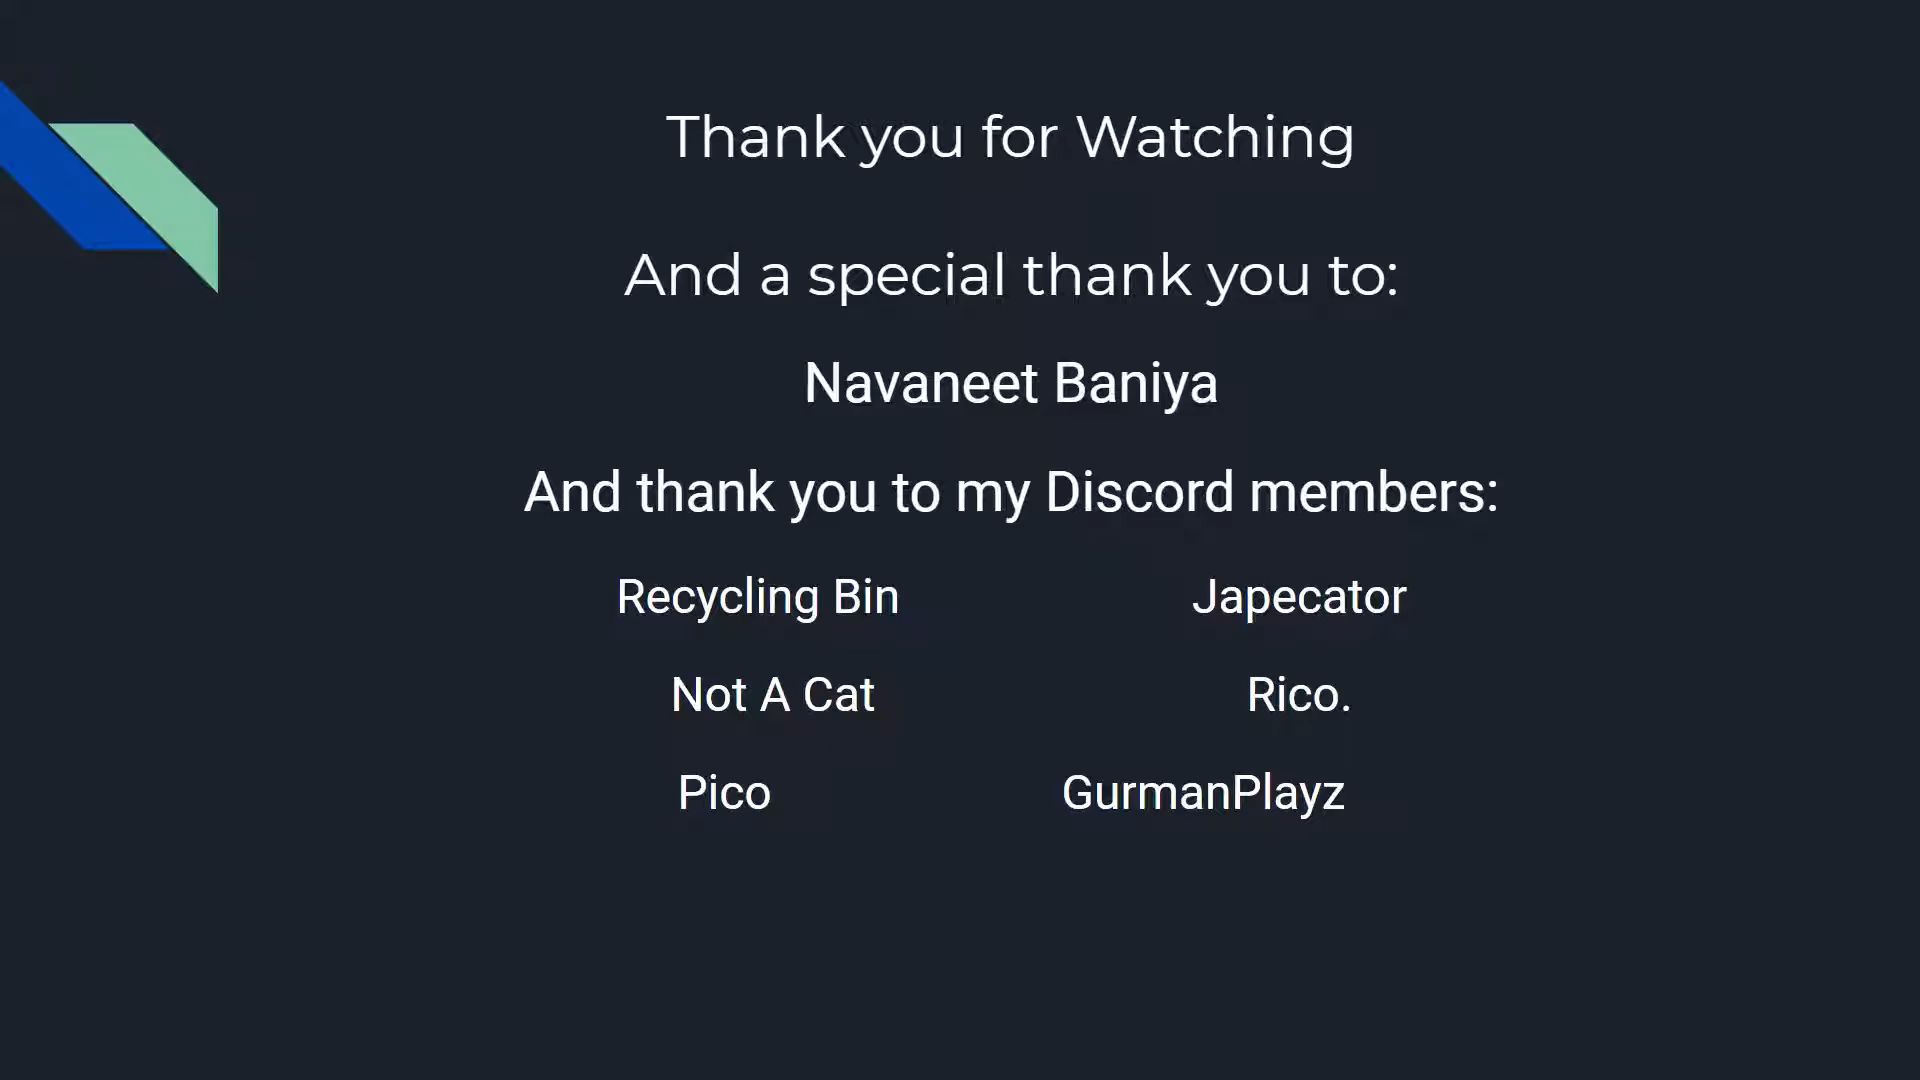 Thank you for Watching
And a special thank you to:
Navaneet Baniya
And thank you to my Discord members:
Recycling Bin Japecator
Not A Cat Rico.
Pico GurmanPlayz